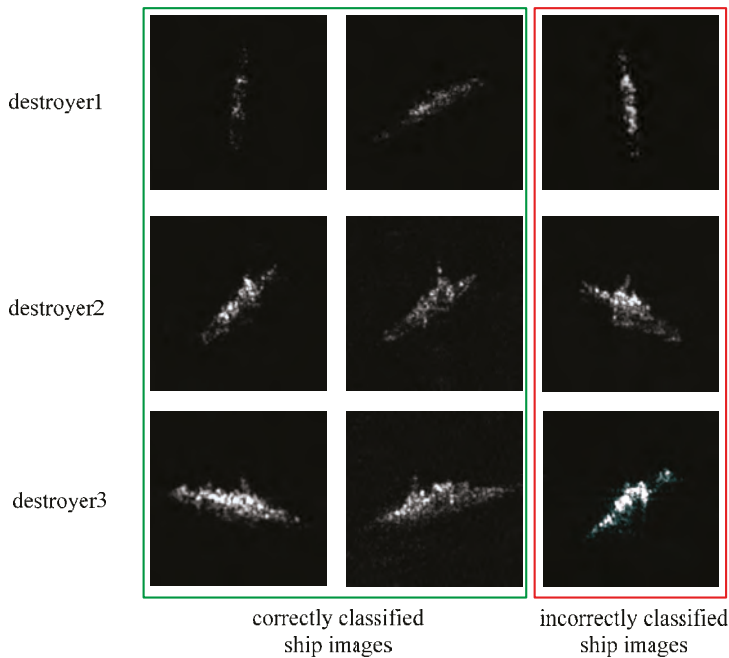 destroyer1
destroyer2
destroyer3
correctly classified
ship images
incorrectly classified
ship images